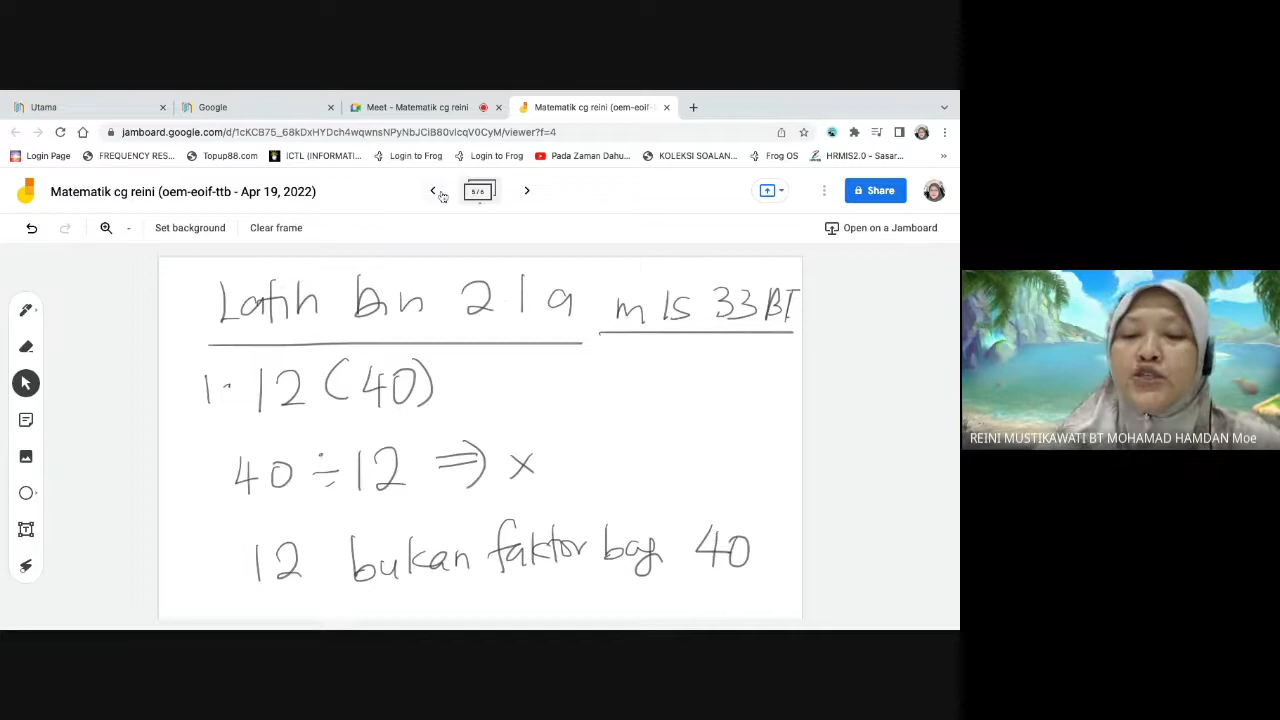 Utama
Google
Meet - Matematik cg reini
Matematik cg reini (oem-eoif-t
jamboard.google.com/d/1cKCB75_68kDxHYDch4wqwnsNPyNbJCiB80vlcqV0CyM/viewer?f=4
Login Page FREQUENCY RES... Topup88.com ICTL (INFORMATI... Login to Frog Login to Frog Pada Zaman Dahu... KOLEKSI SOALAN... Frog OS HRMIS2.0 - Sasar... »
Matematik cg reini (oem-eoif-ttb - Apr 19, 2022)
5/6
Share
Set background Clear frame
Open on a Jamboard
Latih 2.1a m/s 33 BT
1. 12 (40)
40 ÷ 12 ⇒ x
12 bukan faktor bag 40
REINI MUSTIKAWATI BT MOHAMAD HAMDAN Moe